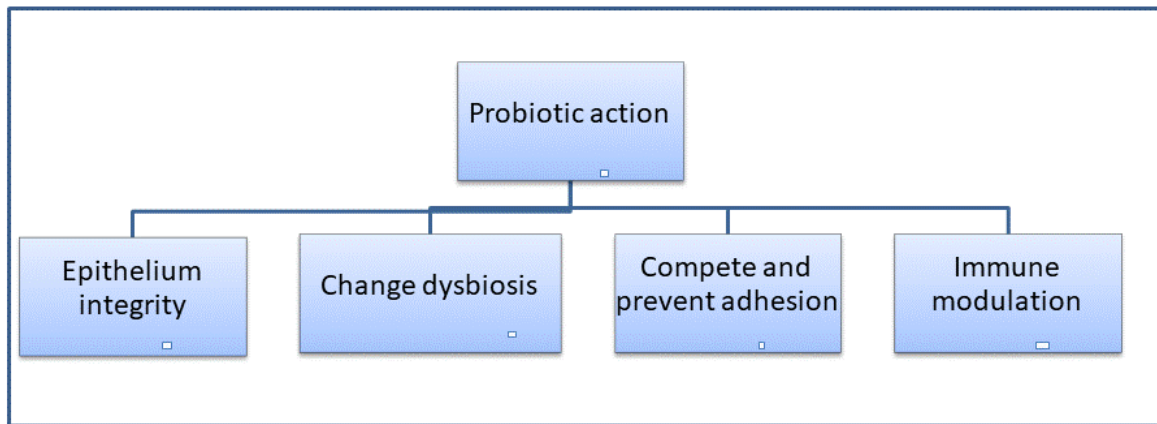 Probiotic action
Epithelium
integrity
Change dysbiosis
Compete and
prevent adhesion
Immune
modulation